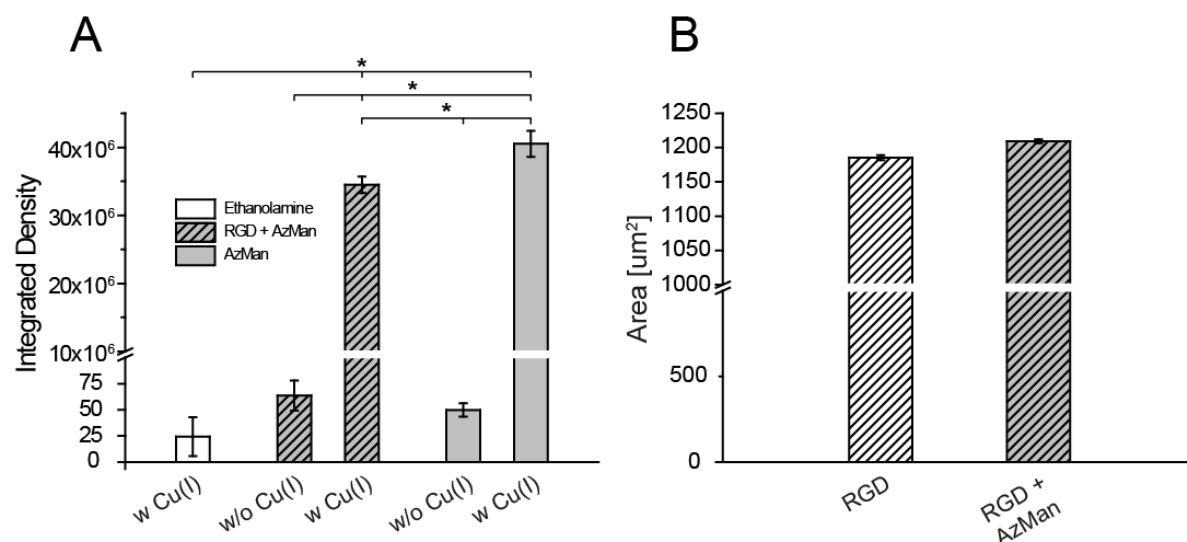 A
B
*
*
*
Integrated Density
40x10⁶
30x10⁶
20x10⁶
10x10⁶
75
50
25
0
Ethanolamine
RGD + AzMan
AzMan
w Cu(I)
w/o Cu(I)
w Cu(I)
w/o Cu(I)
w Cu(I)
Area [um²]
1250
1200
1150
1100
1050
1000
500
0
RGD
RGD +
AzMan